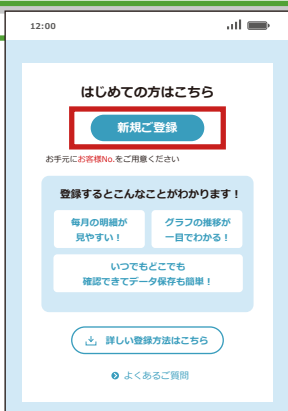 12:00
はじめての方はこちら
新規ご登録
お手元にお客様No.をご用意ください
登録するとこんなことがわかります！
毎月の明細が
見やすい！
グラフの推移が
一目でわかる！
いつでもどこでも
確認できてデータ保存も簡単！
詳しい登録方法はこちら
よくあるご質問